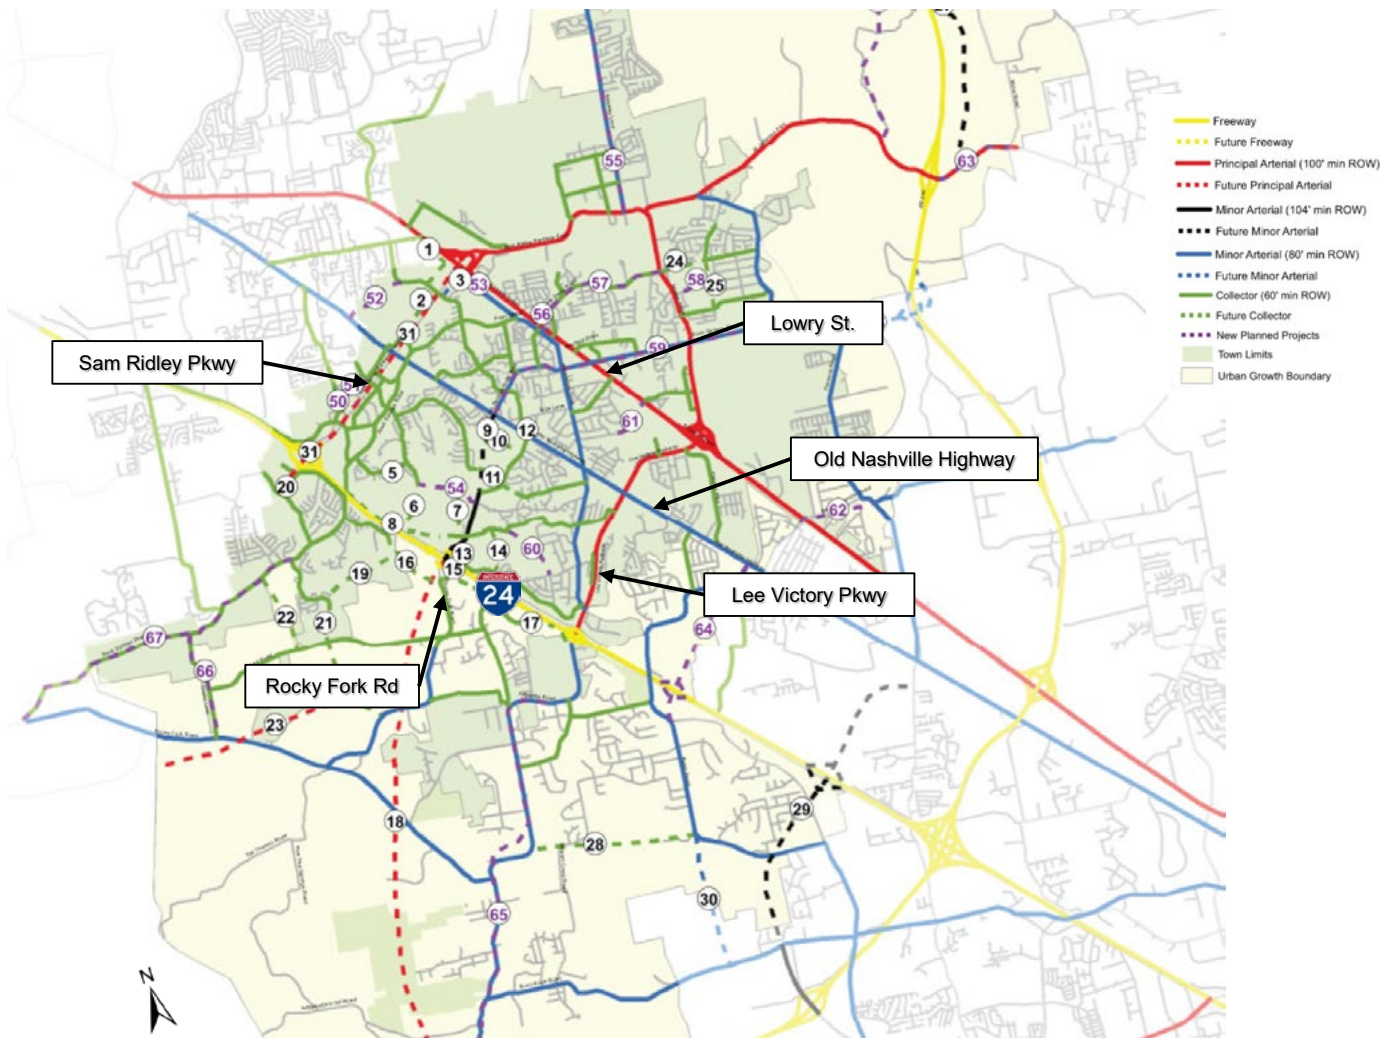 55
63
1
3
53
24
58
25
57
52
2
56
31
59
Lowry St.
Sam Ridley Pkwy
50
61
9
10
12
Old Nashville Highway
31
5
11
20
54
6
7
8
62
13
14
60
15
16
INTERSTATE
24
19
Lee Victory Pkwy
22
21
17
64
67
66
Rocky Fork Rd
23
18
29
28
30
65
N
Freeway
Future Freeway
Principal Arterial (100' min ROW)
Future Principal Arterial
Minor Arterial (104' min ROW)
Future Minor Arterial
Minor Arterial (80' min ROW)
Future Minor Arterial
Collector (60' min ROW)
Future Collector
New Planned Projects
Town Limits
Urban Growth Boundary